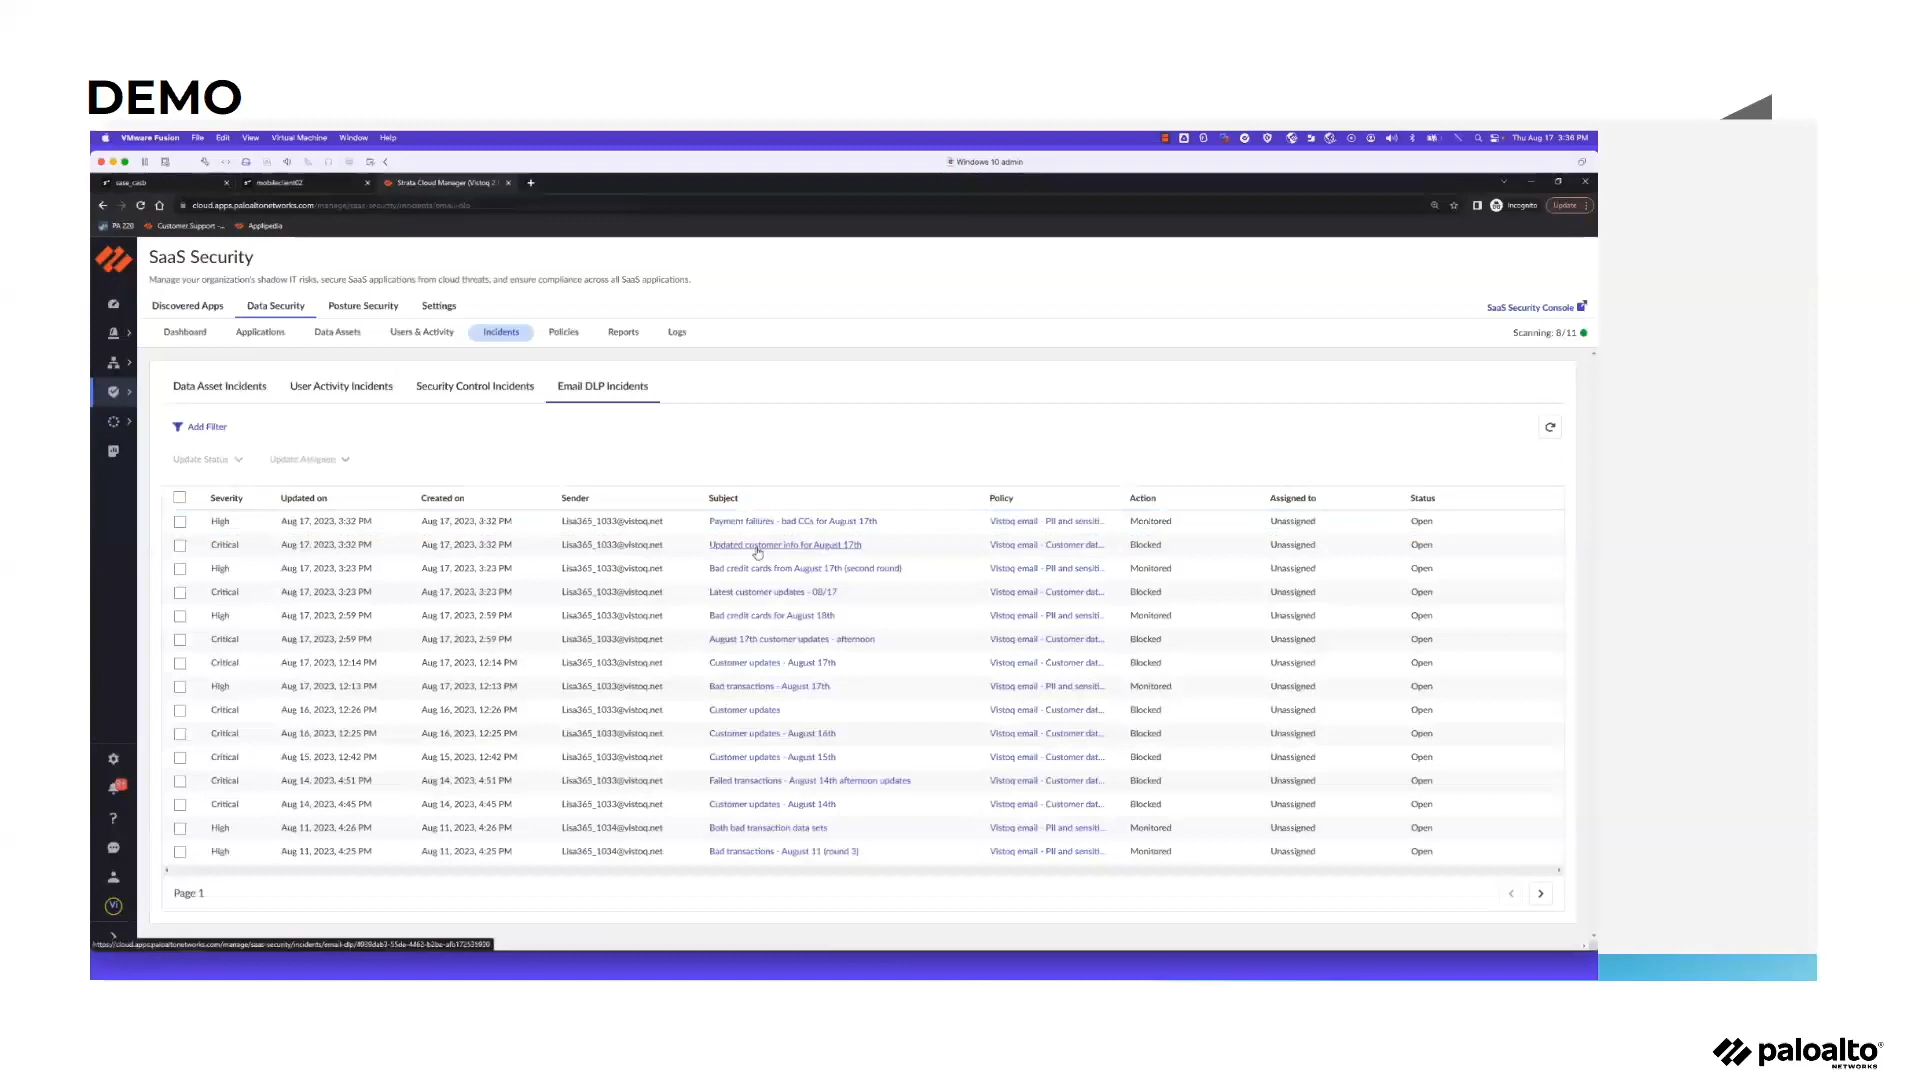 DEMO
VMware Fusion File Edit View Virtual Machine Window Help Thu Aug 17 3:36 PM
Windows 10 admin
sase_casb mobileclient02 Strata Cloud Manager (Vistoq 2
cloud.apps.paloaltonetworks.com/manage/saas-security/incidents/email-dlp Incognito Update
PA 220 Customer Support -... Applipedia
SaaS Security
Manage your organization's shadow IT risks, secure SaaS applications from cloud threats, and ensure compliance across all SaaS applications.
Discovered Apps Data Security Posture Security Settings SaaS Security Console
Dashboard Applications Data Assets Users & Activity Incidents Policies Reports Logs Scanning: 8/11
Data Asset Incidents User Activity Incidents Security Control Incidents Email DLP Incidents
Add Filter
Update Status Update Assignee
Severity Updated on Created on Sender Subject Policy Action Assigned to Status
High Aug 17, 2023, 3:32 PM Aug 17, 2023, 3:32 PM Lisa365_1033@vistoq.net Payment failures - bad CCs for August 17th Vistoq email - PII and sensiti... Monitored Unassigned Open
Critical Aug 17, 2023, 3:32 PM Aug 17, 2023, 3:32 PM Lisa365_1033@vistoq.net Updated customer info for August 17th Vistoq email - Customer dat... Blocked Unassigned Open
High Aug 17, 2023, 3:23 PM Aug 17, 2023, 3:23 PM Lisa365_1033@vistoq.net Bad credit cards from August 17th (second round) Vistoq email - PII and sensiti... Monitored Unassigned Open
Critical Aug 17, 2023, 3:23 PM Aug 17, 2023, 3:23 PM Lisa365_1033@vistoq.net Latest customer updates - 08/17 Vistoq email - Customer dat... Blocked Unassigned Open
High Aug 17, 2023, 2:59 PM Aug 17, 2023, 2:59 PM Lisa365_1033@vistoq.net Bad credit cards for August 18th Vistoq email - PII and sensiti... Monitored Unassigned Open
Critical Aug 17, 2023, 2:59 PM Aug 17, 2023, 2:59 PM Lisa365_1033@vistoq.net August 17th customer updates - afternoon Vistoq email - Customer dat... Blocked Unassigned Open
Critical Aug 17, 2023, 12:14 PM Aug 17, 2023, 12:14 PM Lisa365_1033@vistoq.net Customer updates - August 17th Vistoq email - Customer dat... Blocked Unassigned Open
High Aug 17, 2023, 12:13 PM Aug 17, 2023, 12:13 PM Lisa365_1033@vistoq.net Bad transactions - August 17th Vistoq email - PII and sensiti... Monitored Unassigned Open
Critical Aug 16, 2023, 12:26 PM Aug 16, 2023, 12:26 PM Lisa365_1033@vistoq.net Customer updates Vistoq email - Customer dat... Blocked Unassigned Open
Critical Aug 16, 2023, 12:25 PM Aug 16, 2023, 12:25 PM Lisa365_1033@vistoq.net Customer updates - August 16th Vistoq email - Customer dat... Blocked Unassigned Open
Critical Aug 15, 2023, 12:42 PM Aug 15, 2023, 12:42 PM Lisa365_1033@vistoq.net Customer updates - August 15th Vistoq email - Customer dat... Blocked Unassigned Open
Critical Aug 14, 2023, 4:51 PM Aug 14, 2023, 4:51 PM Lisa365_1033@vistoq.net Failed transactions - August 14th afternoon updates Vistoq email - Customer dat... Blocked Unassigned Open
Critical Aug 14, 2023, 4:45 PM Aug 14, 2023, 4:45 PM Lisa365_1033@vistoq.net Customer updates - August 14th Vistoq email - Customer dat... Blocked Unassigned Open
High Aug 11, 2023, 4:26 PM Aug 11, 2023, 4:26 PM Lisa365_1034@vistoq.net Both bad transaction data sets Vistoq email - PII and sensiti... Monitored Unassigned Open
High Aug 11, 2023, 4:25 PM Aug 11, 2023, 4:25 PM Lisa365_1034@vistoq.net Bad transactions - August 11 (round 3) Vistoq email - PII and sensiti... Monitored Unassigned Open
Page 1
Vi
paloalto
NETWORKS